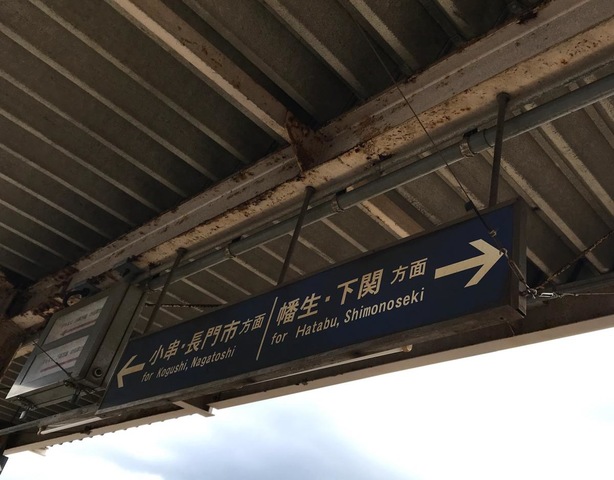 小串・長門市方面
for Kogushi, Nagatoshi
幡生・下関 方面
for Hatabu, Shimonoseki